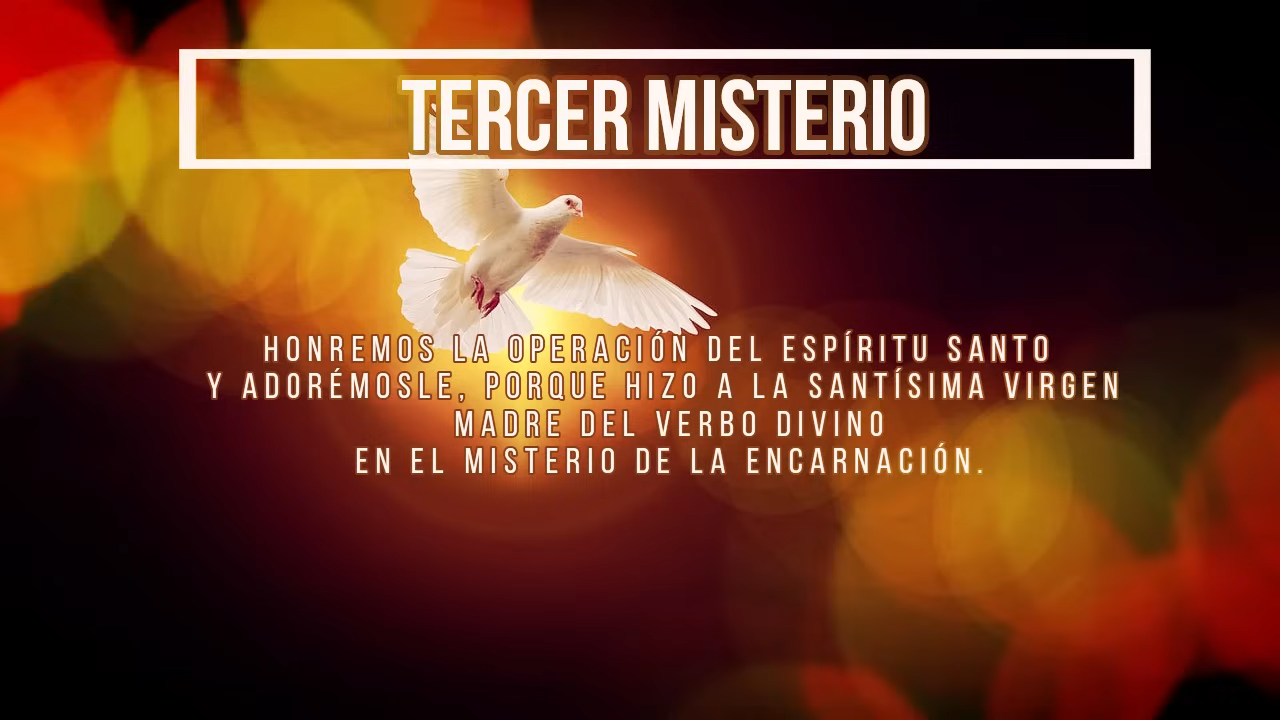 TERCER MISTERIO
HONREMOS LA OPERACIÓN DEL ESPÍRITU SANTO
Y ADORÉMOSLE, PORQUE HIZO A LA SANTÍSIMA VIRGEN
MADRE DEL VERBO DIVINO
EN EL MISTERIO DE LA ENCARNACIÓN.